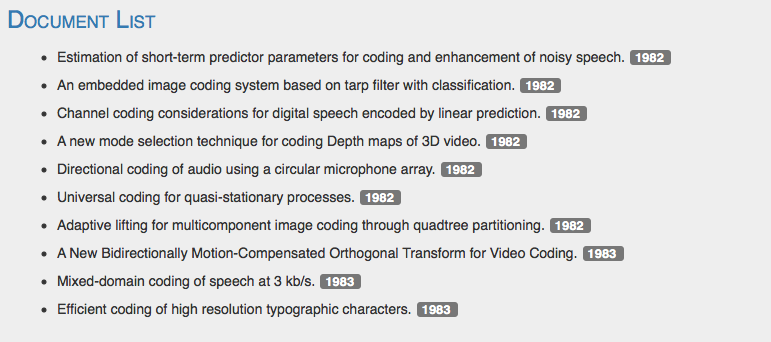 Document List
Estimation of short-term predictor parameters for coding and enhancement of noisy speech. 1982
An embedded image coding system based on tarp filter with classification. 1982
Channel coding considerations for digital speech encoded by linear prediction. 1982
A new mode selection technique for coding Depth maps of 3D video. 1982
Directional coding of audio using a circular microphone array. 1982
Universal coding for quasi-stationary processes. 1982
Adaptive lifting for multicomponent image coding through quadtree partitioning. 1982
A New Bidirectionally Motion-Compensated Orthogonal Transform for Video Coding. 1983
Mixed-domain coding of speech at 3 kb/s. 1983
Efficient coding of high resolution typographic characters. 1983